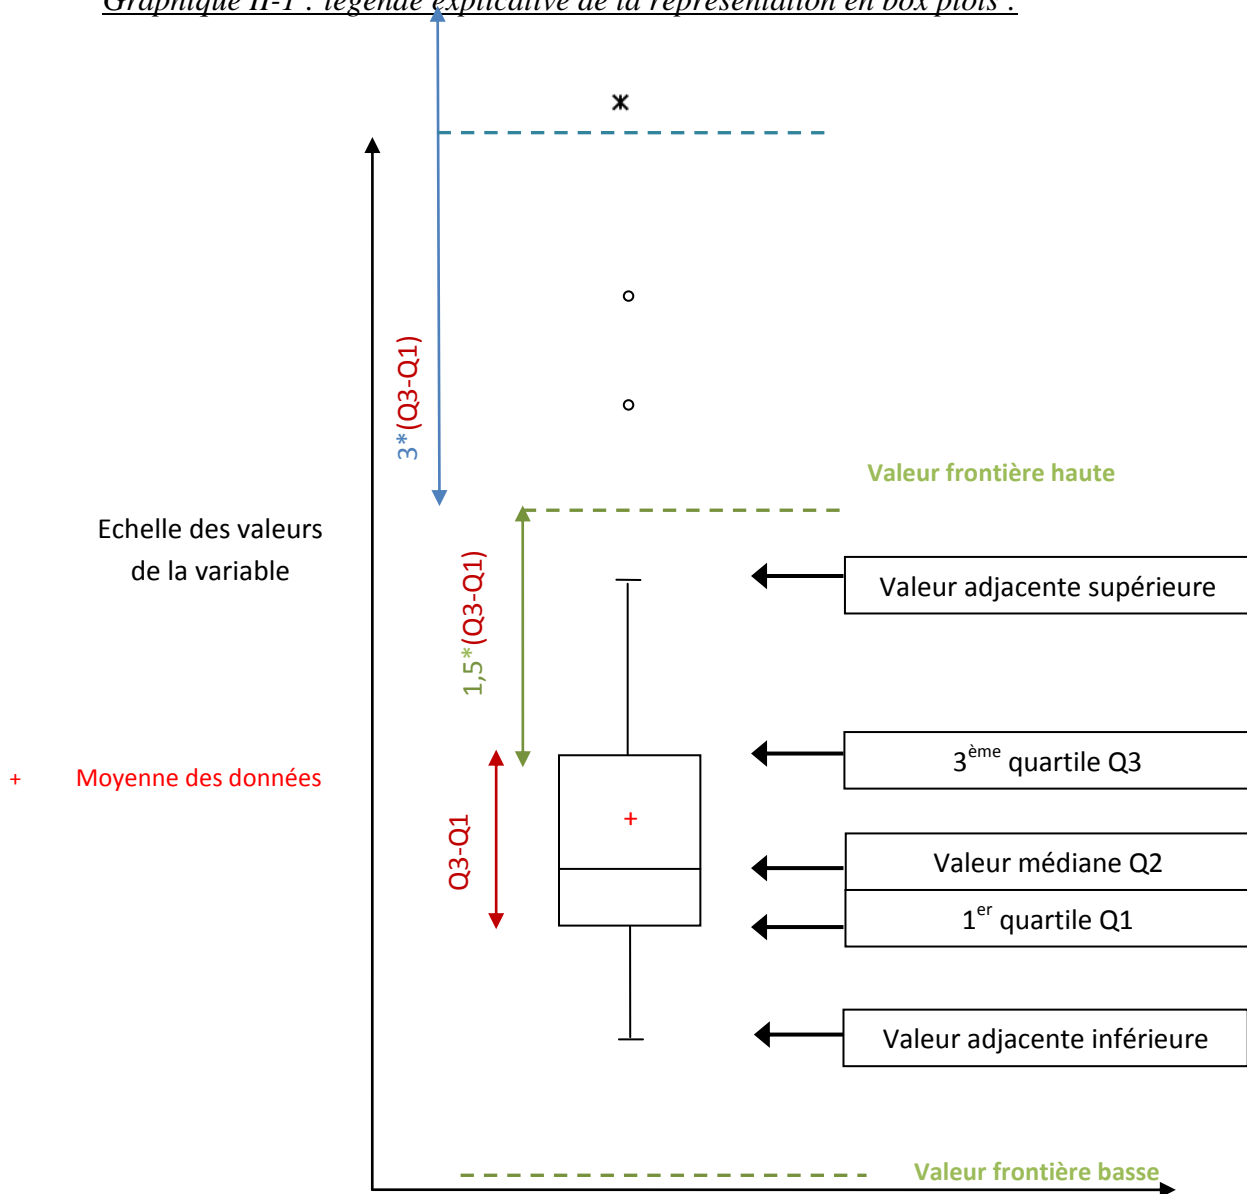 Graphique II-1 : légende explicative de la représentation en box plots :
3*(Q3-Q1)
Valeur frontière haute
Echelle des valeurs
de la variable
1,5*(Q3-Q1)
Valeur adjacente supérieure
3ème quartile Q3
+ Moyenne des données
+
Q3-Q1
Valeur médiane Q2
1er quartile Q1
Valeur adjacente inférieure
Valeur frontière basse